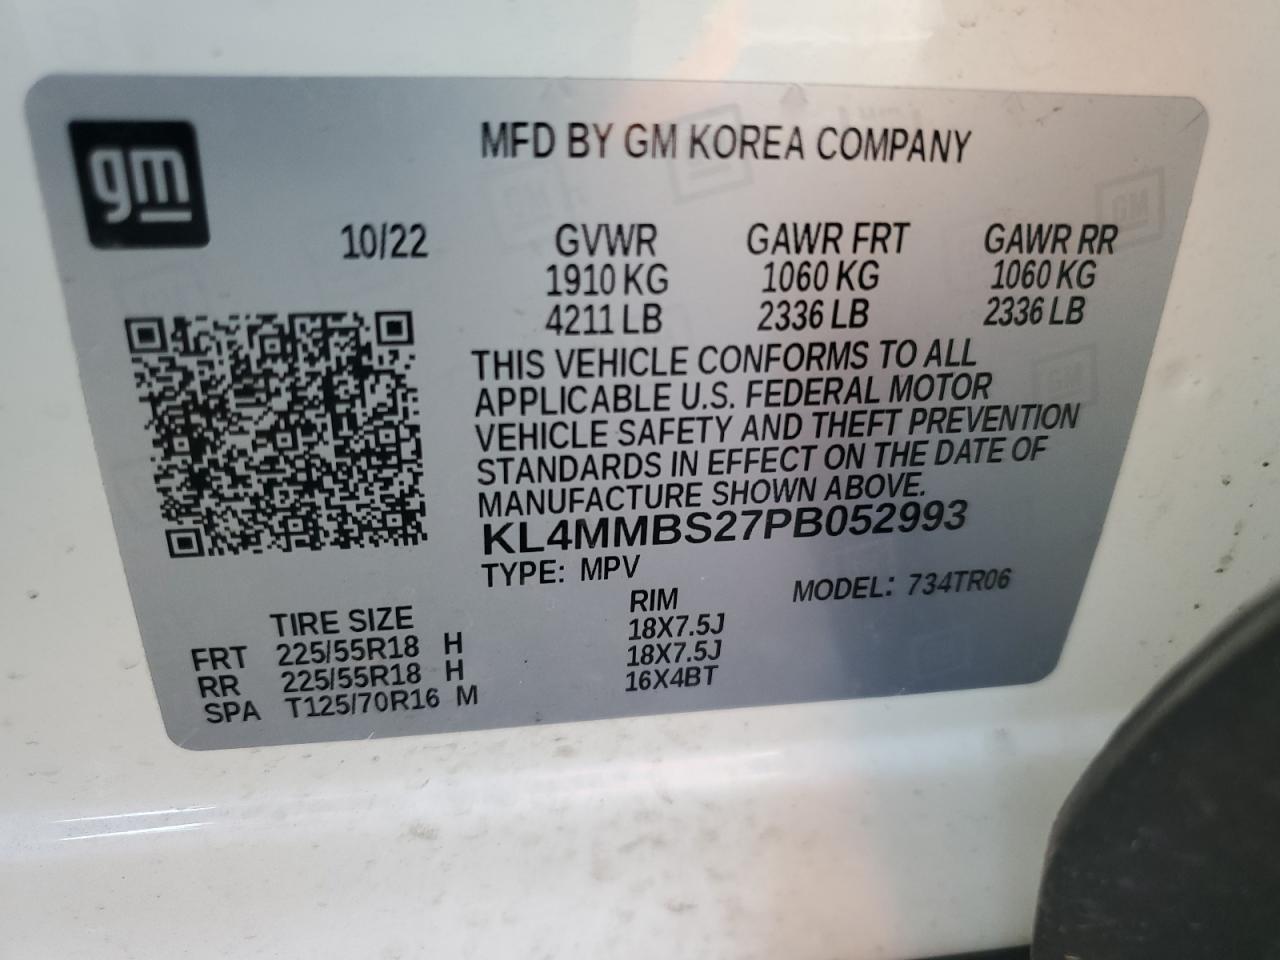 gm
MFD BY GM KOREA COMPANY
10/22 GVWR GAWR FRT GAWR RR
1910 KG 1060 KG 1060 KG
4211 LB 2336 LB 2336 LB
THIS VEHICLE CONFORMS TO ALL
APPLICABLE U.S. FEDERAL MOTOR
VEHICLE SAFETY AND THEFT PREVENTION
STANDARDS IN EFFECT ON THE DATE OF
MANUFACTURE SHOWN ABOVE.
KL4MMBS27PB052993
TYPE: MPV MODEL: 734TR06
TIRE SIZE RIM
FRT 225/55R18 H 18X7.5J
RR 225/55R18 H 18X7.5J
SPA T125/70R16 M 16X4BT